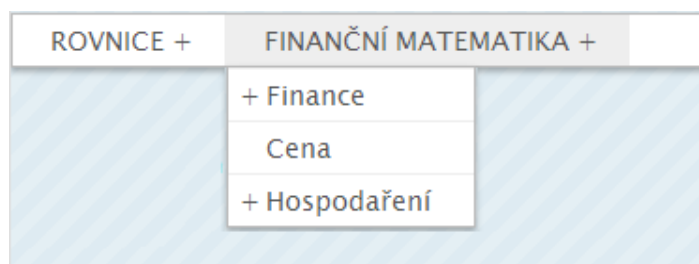 ROVNICE + FINANČNÍ MATEMATIKA +
+ Finance
Cena
+ Hospodaření